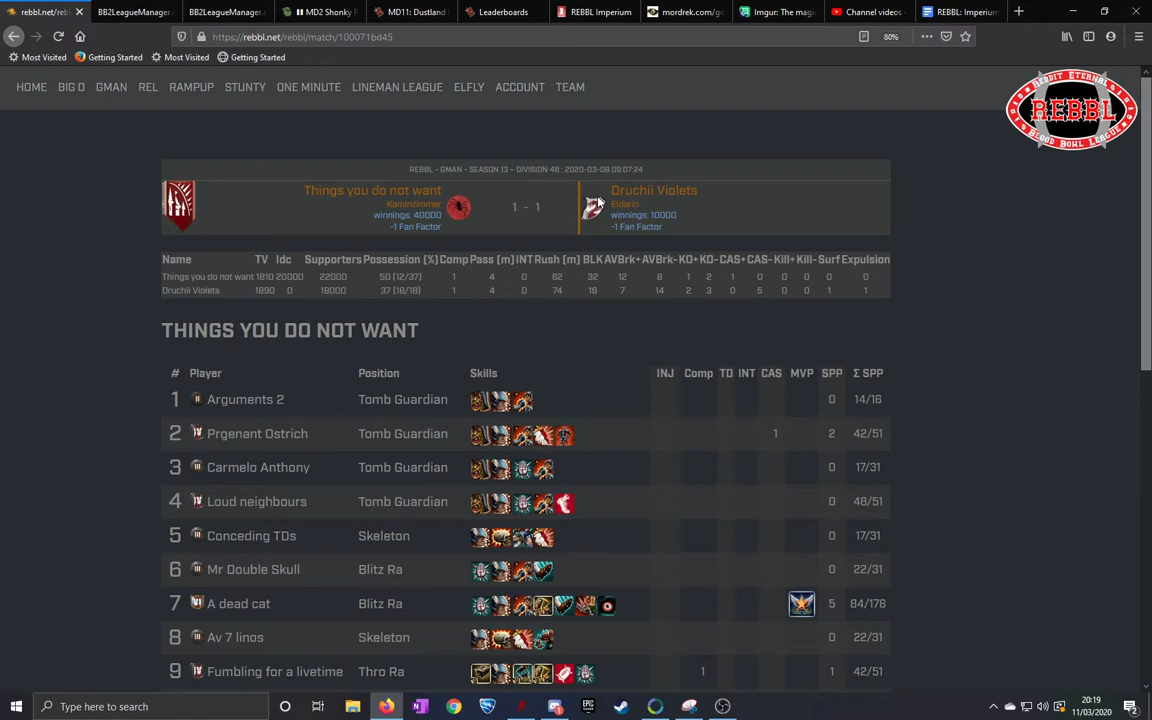 rebbl.net/rebl
BB2LeagueManager.
BB2LeagueManager.
MD2 Shonky P
MD11: Dustland
Leaderboards
REBBL Imperium
mordrek.com/go
Imgur: The magi
Channel videos -
REBBL: Imperium
https://rebbl.net/rebbl/match/100071bd45
80%
Most Visited
Getting Started
Most Visited
Getting Started
HOME BIG O GMAN REL RAMPUP STUNTY ONE MINUTE LINEMAN LEAGUE ELFLY ACCOUNT TEAM
REDDIT ETERNAL
REBBL
BLOOD BOWL LEAGUE
REBBL - GMAN - SEASON 13 - DIVISION 4B : 2020-03-09 09:07:24
Things you do not want
Kaminzimmer
winnings: 40000
-1 Fan Factor
1 - 1
Druchii Violets
Eldarin
winnings: 10000
-1 Fan Factor
Name TV Idc Supporters Possession (%) Comp Pass (m) INT Rush (m) BLK AVBrk+ AVBrk- KO+ KO- CAS+ CAS- Kill+ Kill- Surf Expulsion
Things you do not want 1810 20000 22000 50 [12/37] 1 4 0 62 32 12 8 1 2 1 0 0 0 0 0
Druchii Violets 1890 0 18000 37 [18/18] 1 4 0 74 16 7 14 2 3 0 5 0 0 1 1
THINGS YOU DO NOT WANT
# Player Position Skills INJ Comp TD INT CAS MVP SPP Σ SPP
1 Arguments 2 Tomb Guardian 0 14/16
2 Prgenant Ostrich Tomb Guardian 1 2 42/51
3 Carmelo Anthony Tomb Guardian 0 17/31
4 Loud neighbours Tomb Guardian 0 48/51
5 Conceding TDs Skeleton 0 17/31
6 Mr Double Skull Blitz Ra 0 22/31
7 A dead cat Blitz Ra 5 84/176
8 Av 7 linos Skeleton 0 22/31
9 Fumbling for a livetime Thro Ra 1 1 42/51
Type here to search
20:19
11/03/2020
2